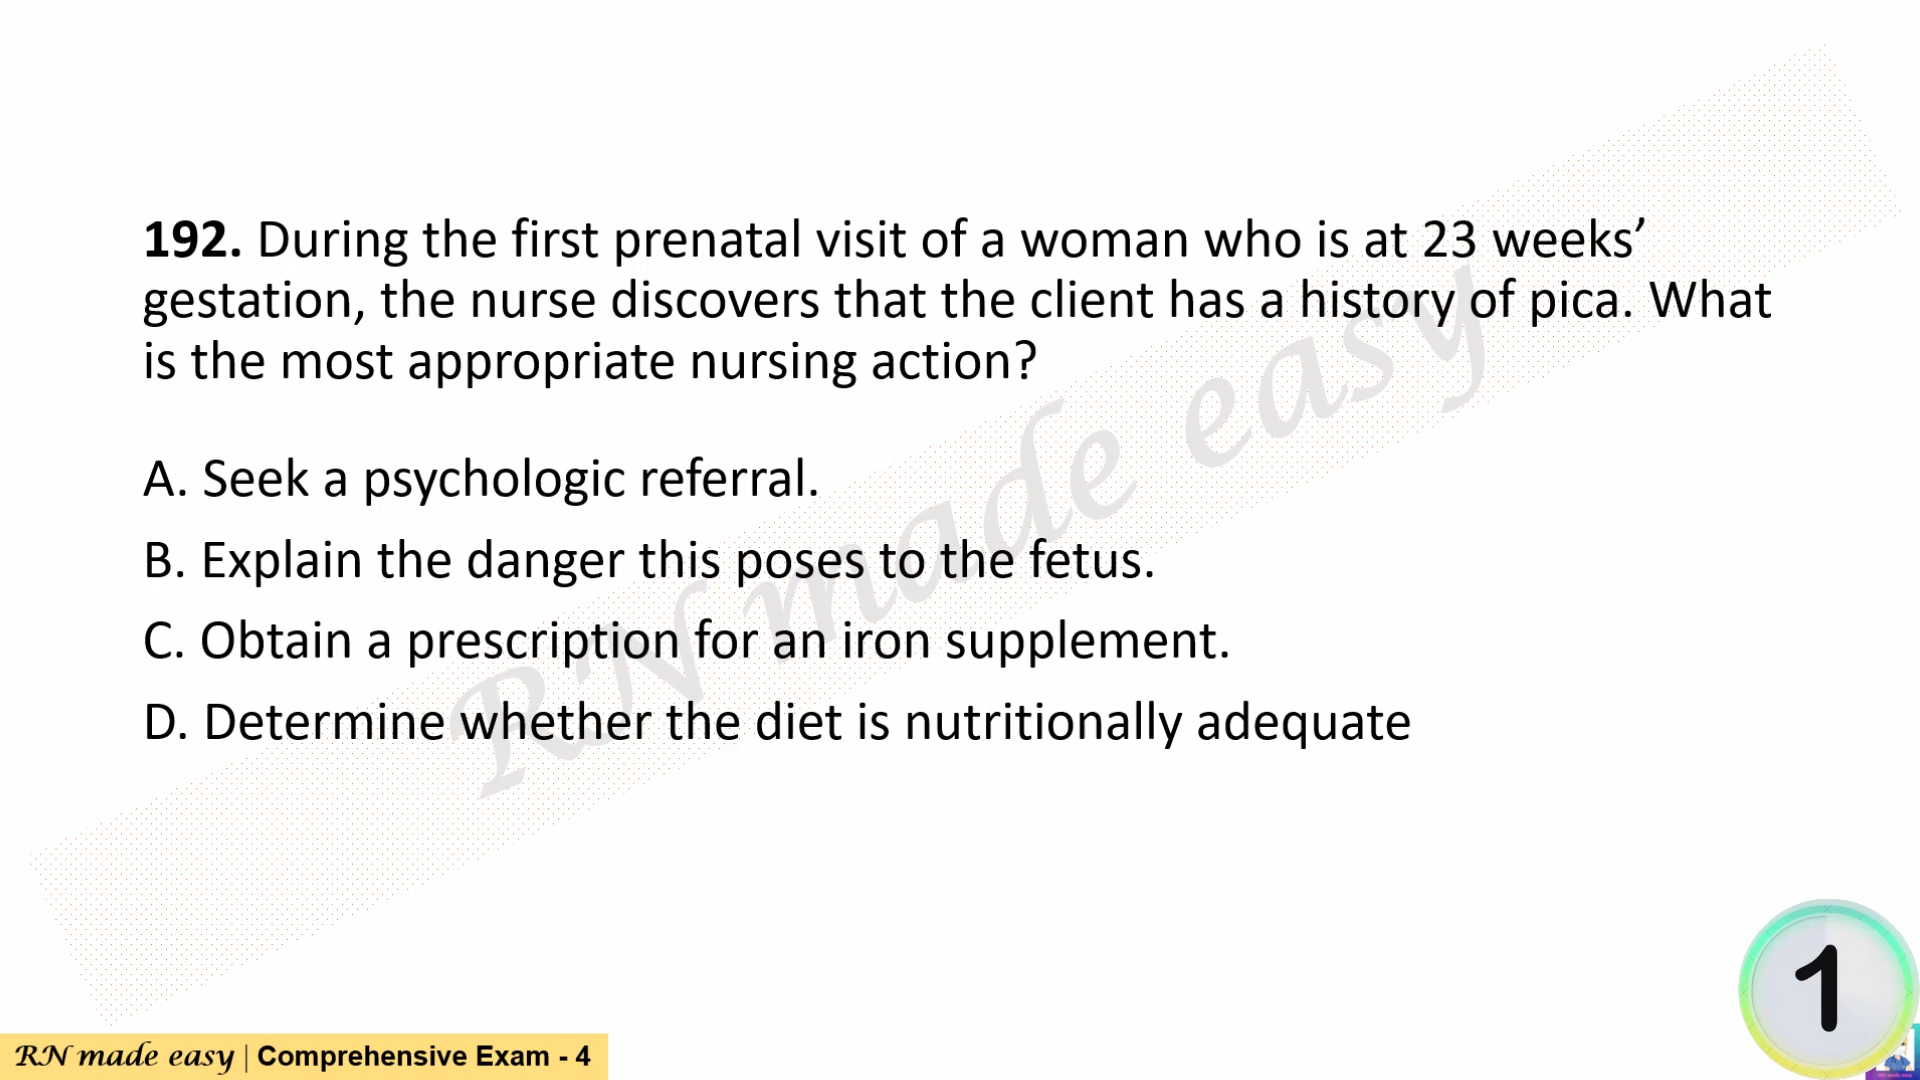 192. During the first prenatal visit of a woman who is at 23 weeks’
gestation, the nurse discovers that the client has a history of pica. What
is the most appropriate nursing action?
A. Seek a psychologic referral.
B. Explain the danger this poses to the fetus.
C. Obtain a prescription for an iron supplement.
D. Determine whether the diet is nutritionally adequate
RN made easy
1
RN made easy | Comprehensive Exam - 4